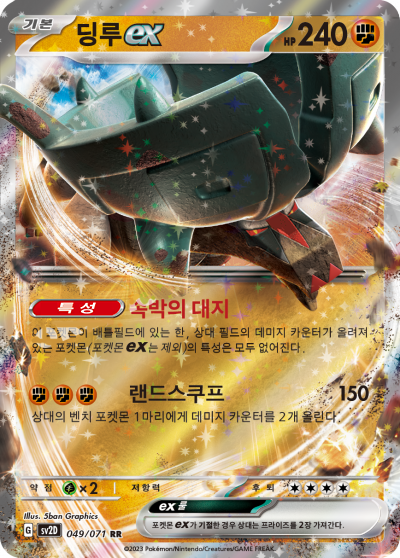 기본 딩루ex HP 240
특성 녹박의 대지
이 포켓몬이 배틀필드에 있는 한, 상대 필드의 데미지 카운터가 올려져
있는 포켓몬(포켓몬 ex는 제외)의 특성은 모두 없어진다.
랜드스쿠프 150
상대의 벤치 포켓몬 1마리에게 데미지 카운터를 2개 올린다.
약점 ×2 저항력 후퇴
Illus. 5ban Graphics
ex룰
G SV2D 049/071 RR
포켓몬 ex가 기절한 경우 상대는 프라이즈를 2장 가져간다.
©2023 Pokémon/Nintendo/Creatures/GAME FREAK.